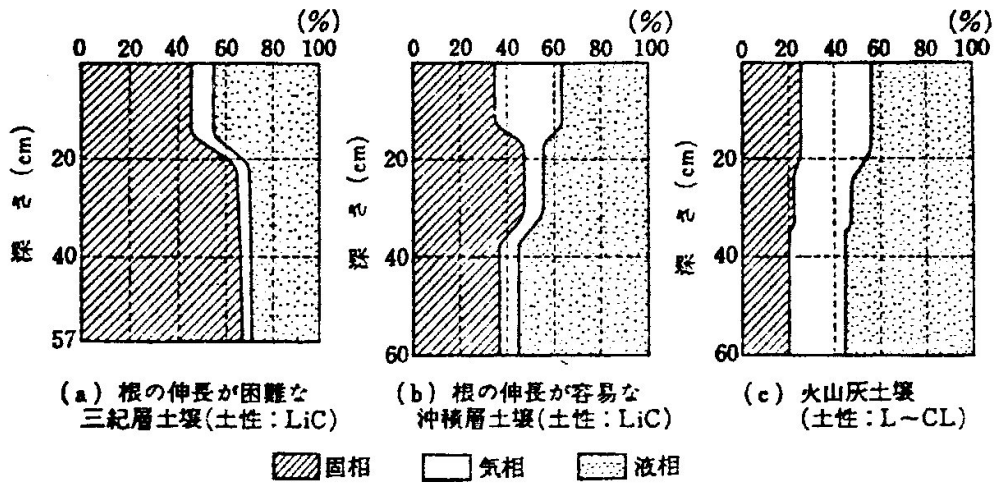 (%)
0 20 40 60 80 100
深さ (cm)
20
40
57
(a) 根の伸長が困難な
三紀層土壌(土性：LiC)
(%)
0 20 40 60 80 100
深さ (cm)
20
40
60
(b) 根の伸長が容易な
沖積層土壌(土性：LiC)
(%)
0 20 40 60 80 100
深さ (cm)
20
40
60
(c) 火山灰土壌
(土性：L～CL)
固相 気相 液相